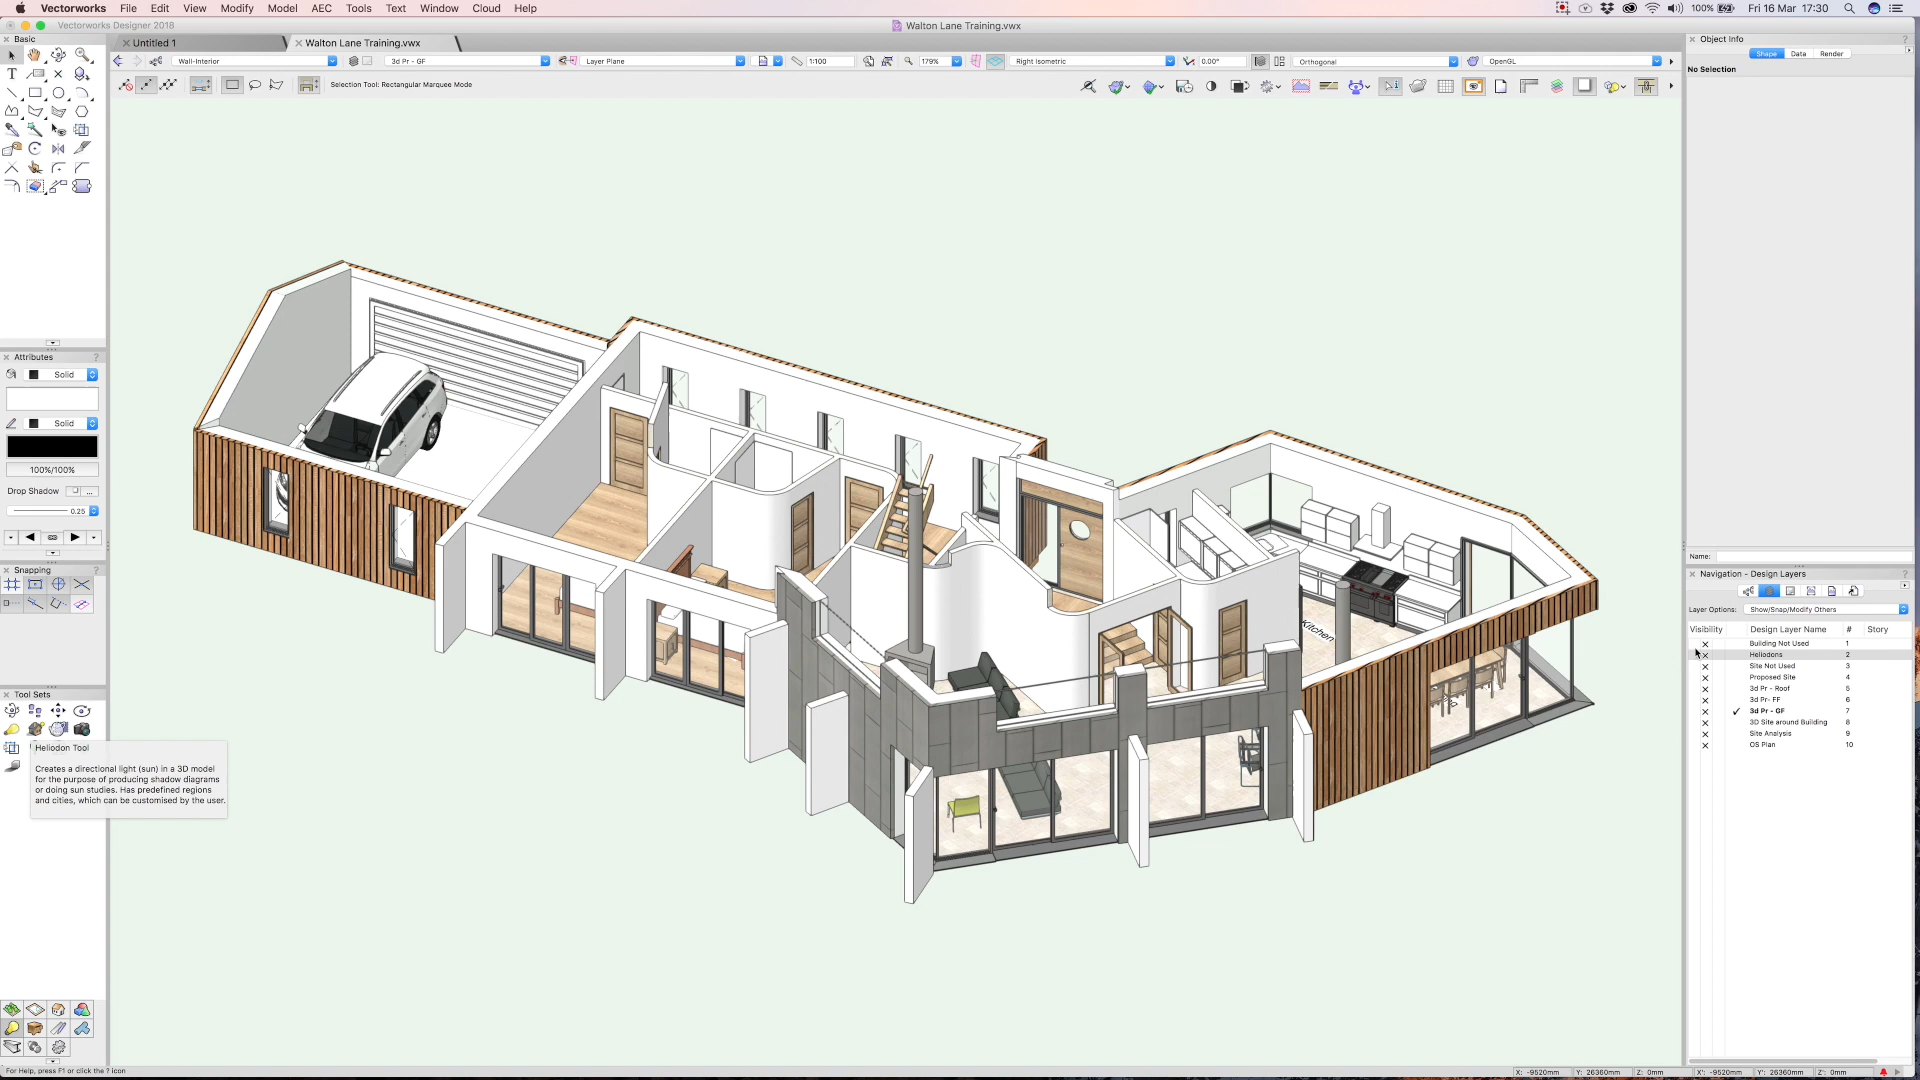 Vectorworks File Edit View Modify Model AEC Tools Text Window Cloud Help 100% Fri 16 Mar 17:30
Vectorworks Designer 2018 Walton Lane Training.vwx
Basic
Untitled 1 Walton Lane Training.vwx
Wall-Interior 3d Pr - GF Layer Plane 1:100 179% Right Isometric 0.00° Orthogonal OpenGL
Selection Tool: Rectangular Marquee Mode
Object Info
Shape Data Render
No Selection
Attributes
Solid
Solid
100%/100%
Drop Shadow ...
0.25
Snapping
Tool Sets
Heliodon Tool
Creates a directional light (sun) in a 3D model
for the purpose of producing shadow diagrams
or doing sun studies. Has predefined regions
and cities, which can be customised by the user.
Kitchen
Name:
Navigation - Design Layers
Layer Options: Show/Snap/Modify Others
Visibility Design Layer Name # Story
Building Not Used 1
Heliodons 2
Site Not Used 3
Proposed Site 4
3d Pr - Roof 5
3d Pr- FF 6
3d Pr - GF 7
3D Site around Building 8
Site Analysis 9
OS Plan 10
For Help, press F1 or click the ? icon
X: -9520mm Y: 26360mm Z: 0mm X': -9520mm Y': 26360mm Z': 0mm